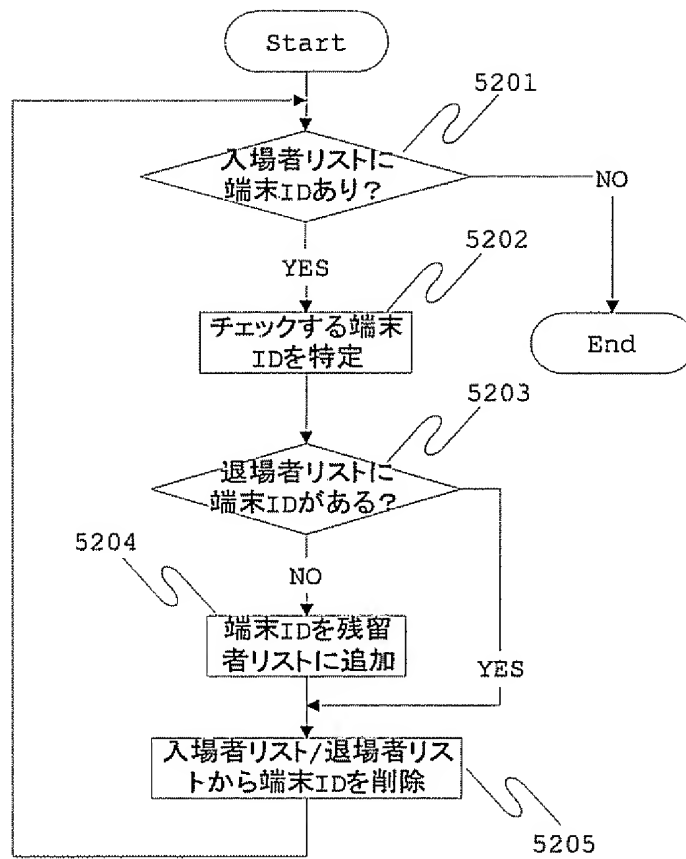 Start
5201
入場者リストに
端末IDあり?
NO
YES
5202
チェックする端末
IDを特定
End
5203
退場者リストに
端末IDがある?
5204
NO
端末IDを残留
者リストに追加
YES
入場者リスト/退場者リス
トから端末IDを削除
5205